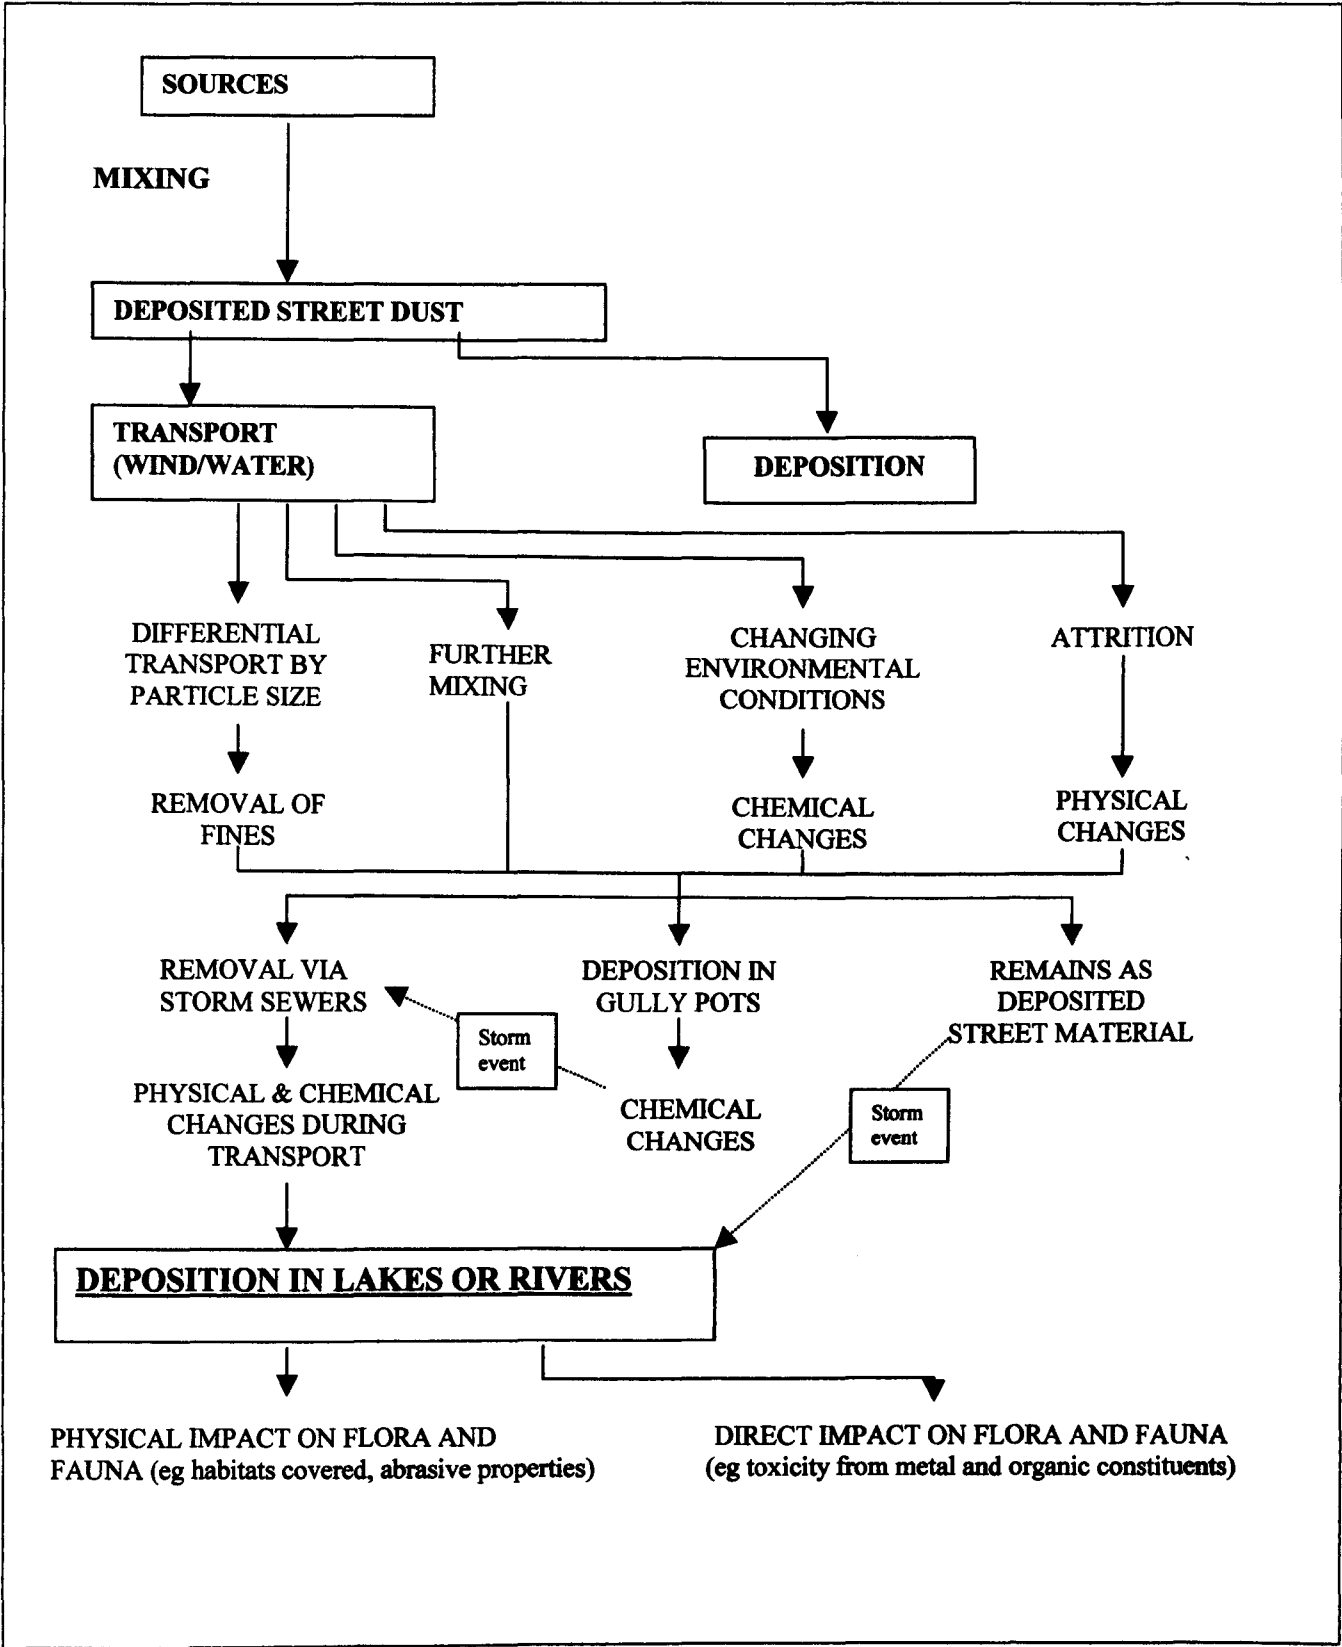 SOURCES
MIXING
DEPOSITED STREET DUST
TRANSPORT
(WIND/WATER)
DEPOSITION
DIFFERENTIAL
TRANSPORT BY
PARTICLE SIZE
FURTHER
MIXING
CHANGING
ENVIRONMENTAL
CONDITIONS
ATTRITION
REMOVAL OF
FINES
CHEMICAL
CHANGES
PHYSICAL
CHANGES
REMOVAL VIA
STORM SEWERS
DEPOSITION IN
GULLY POTS
REMAINS AS
DEPOSITED
STREET MATERIAL
Storm
event
PHYSICAL & CHEMICAL
CHANGES DURING
TRANSPORT
CHEMICAL
CHANGES
Storm
event
DEPOSITION IN LAKES OR RIVERS
PHYSICAL IMPACT ON FLORA AND
FAUNA (eg habitats covered, abrasive properties)
DIRECT IMPACT ON FLORA AND FAUNA
(eg toxicity from metal and organic constituents)